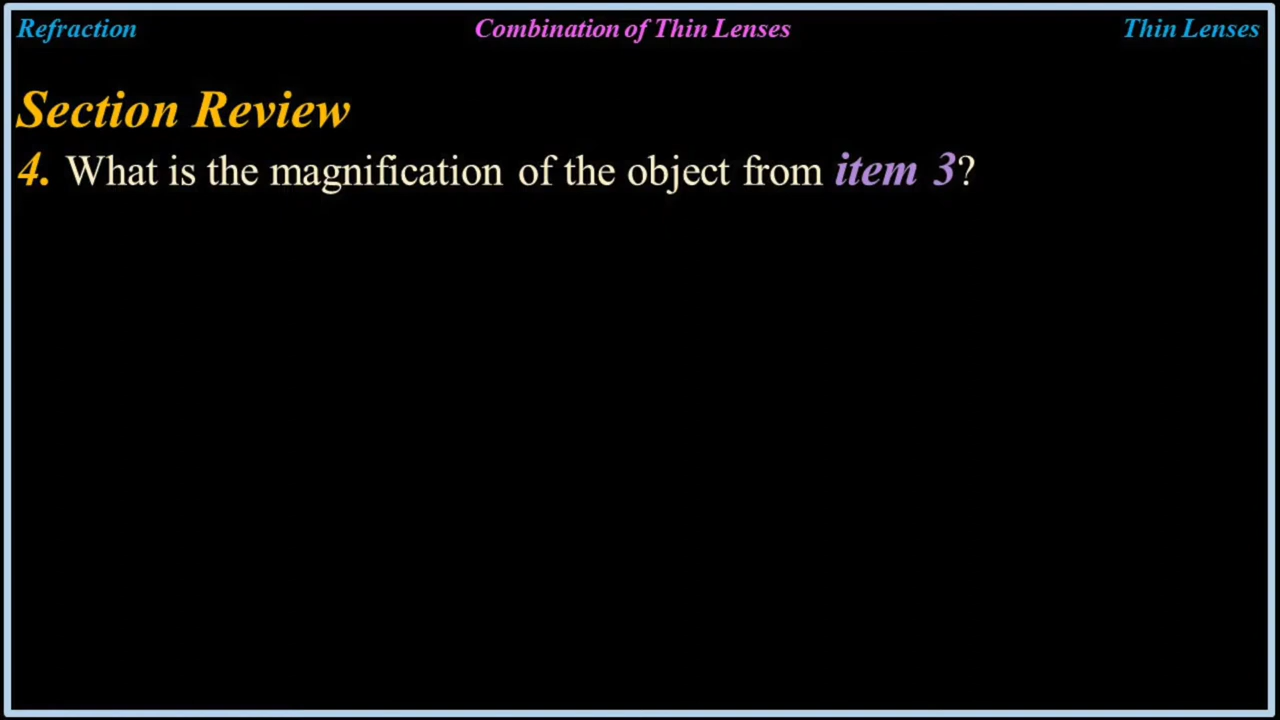 Refraction
Combination of Thin Lenses
Thin Lenses
Section Review
4. What is the magnification of the object from item 3?